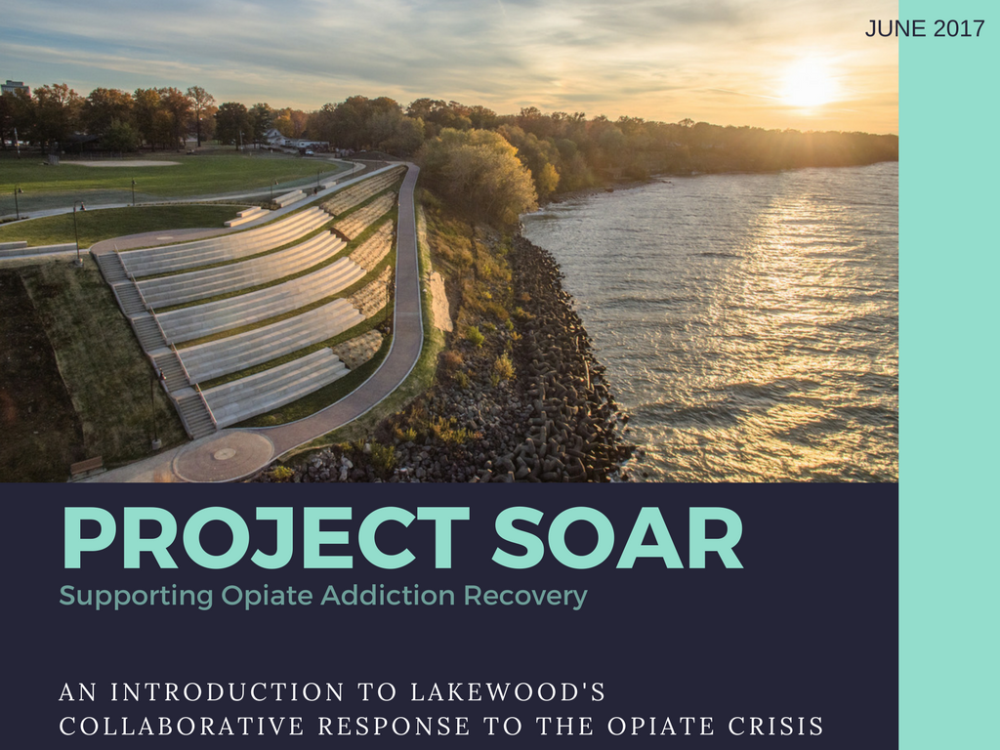 JUNE 2017
PROJECT SOAR
Supporting Opiate Addiction Recovery
AN INTRODUCTION TO LAKEWOOD'S
COLLABORATIVE RESPONSE TO THE OPIATE CRISIS